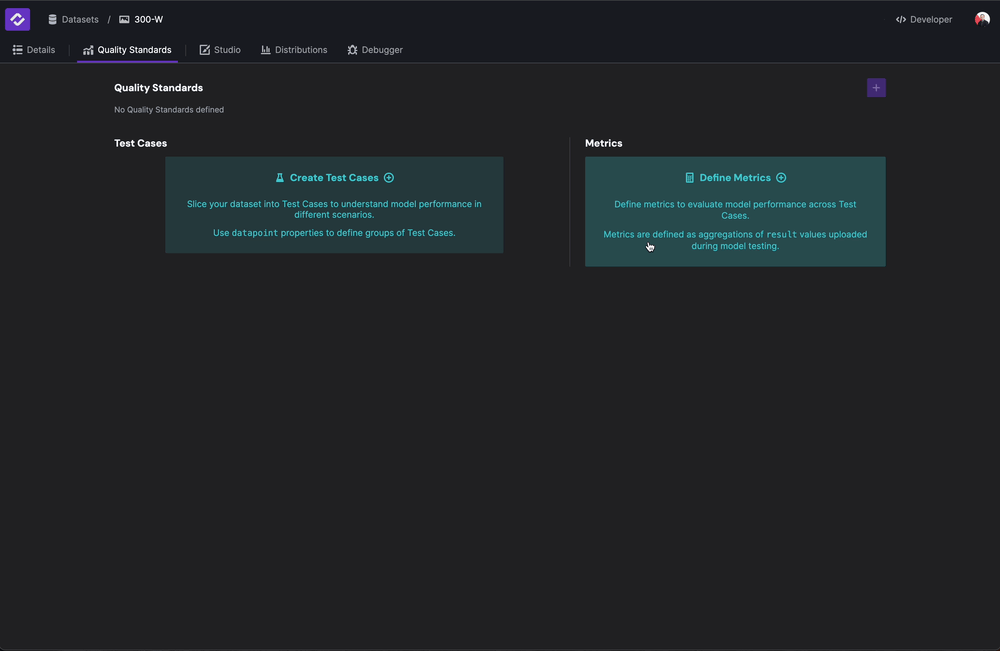 Datasets / 300-W
Developer
Details
Quality Standards
Studio
Distributions
Debugger
Quality Standards
No Quality Standards defined
Test Cases
Create Test Cases
Slice your dataset into Test Cases to understand model performance in
different scenarios.
Use datapoint properties to define groups of Test Cases.
Metrics
Define Metrics
Define metrics to evaluate model performance across Test
Cases.
Metrics are defined as aggregations of result values uploaded
during model testing.